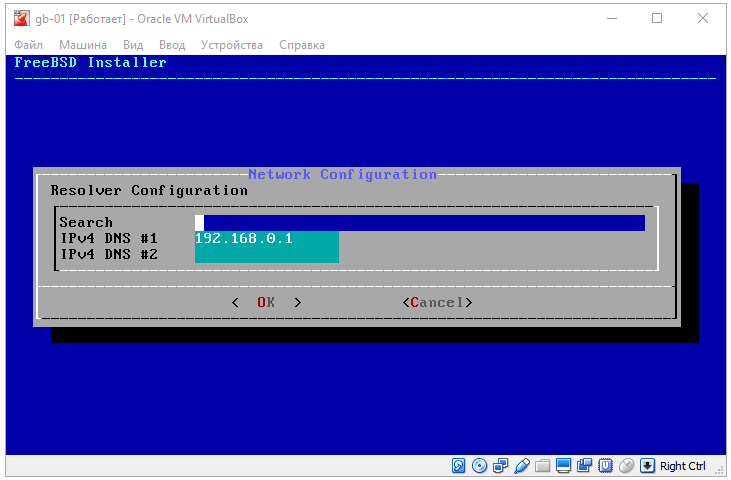 gb-01 [Работает] - Oracle VM VirtualBox
Файл Машина Вид Ввод Устройства Справка
FreeBSD Installer
Network Configuration
Resolver Configuration
Search
IPv4 DNS #1 192.168.0.1
IPv4 DNS #2
< OK > <Cancel>
Right Ctrl